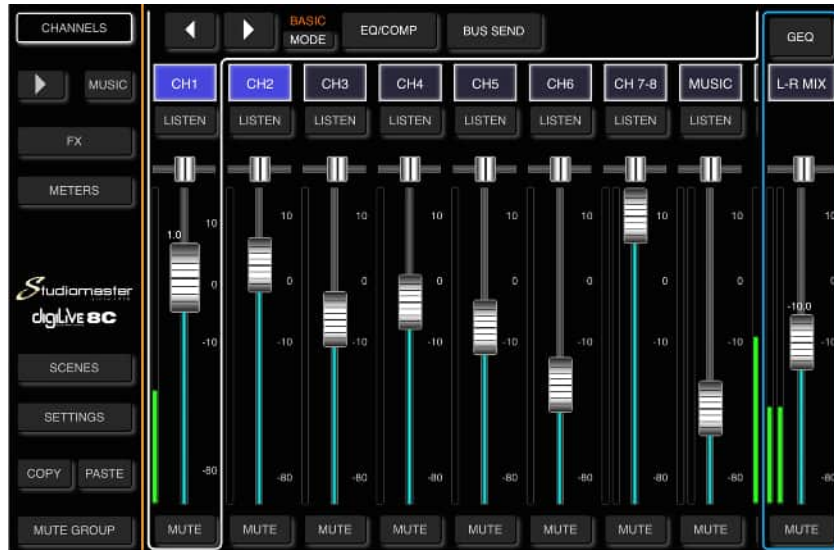 CHANNELS
BASIC
MODE
EQ/COMP
BUS SEND
GEQ
MUSIC
CH1
CH2
CH3
CH4
CH5
CH6
CH 7-8
MUSIC
L-R MIX
LISTEN
LISTEN
LISTEN
LISTEN
LISTEN
LISTEN
LISTEN
LISTEN
FX
METERS
1.0
10
10
10
10
10
10
10
10
10
0
0
0
0
0
0
0
0
0
-10.0
-10
-10
-10
-10
-10
-10
-10
-10
-10
-80
-80
-80
-80
-80
-80
-80
-80
-80
Studiomaster
digiLiVE 8C
SCENES
SETTINGS
COPY
PASTE
MUTE GROUP
MUTE
MUTE
MUTE
MUTE
MUTE
MUTE
MUTE
MUTE
MUTE